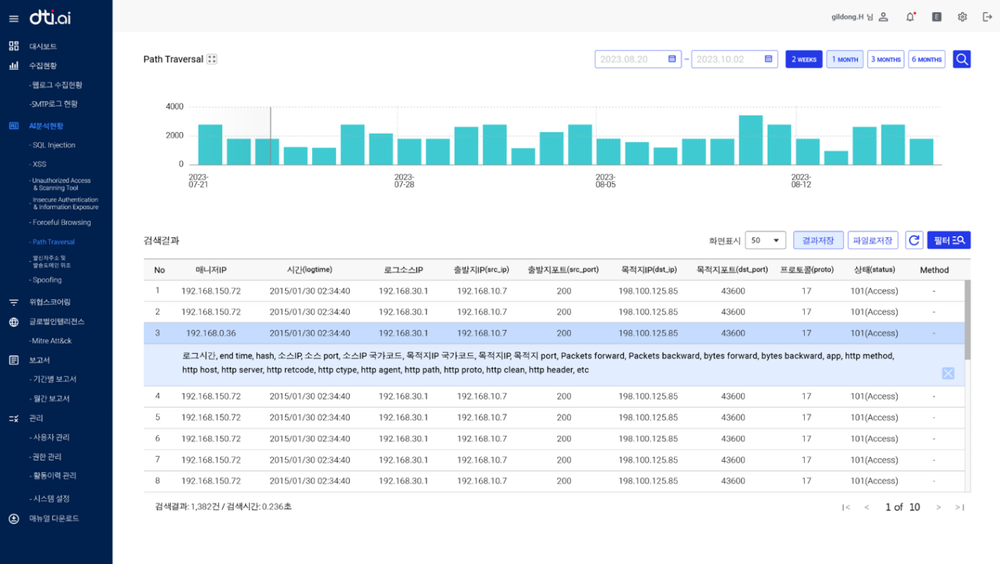 dti.ai
gildong.H 님
E
대시보드
수집현황
- 웹로그 수집현황
-SMTP로그 현황
AI분석현황
- SQL Injection
- XSS
- Unauthorized Access
& Scanning Tool
- Insecure Authentication
& Information Exposure
- Forceful Browsing
- Path Traversal
- 발신자주소 및
발송도메인 위조
- Spoofing
위협스코어링
글로벌인텔리전스
-Mitre Att&ck
보고서
- 기간별 보고서
- 월간 보고서
관리
- 사용자 관리
- 권한 관리
- 활동이력 관리
- 시스템 설정
매뉴얼 다운로드
Path Traversal
2023.08.20 – 2023.10.02 2 WEEKS 1 MONTH 3 MONTHS 6 MONTHS
4000
2000
0
2023-
07-21
2023-
07-28
2023-
08-05
2023-
08-12
검색결과
화면표시 50 결과저장 파일로저장 필터
No 매니저IP 시간(logtime) 로그소스IP 출발지IP(src_ip) 출발지포트(src_port) 목적지IP(dst_ip) 목적지포트(dst_port) 프로토콜(proto) 상태(status) Method
1 192.168.150.72 2015/01/30 02:34:40 192.168.30.1 192.168.10.7 200 198.100.125.85 43600 17 101(Access) -
2 192.168.150.72 2015/01/30 02:34:40 192.168.30.1 192.168.10.7 200 198.100.125.85 43600 17 101(Access) -
3 192.168.0.36 2015/01/30 02:34:40 192.168.30.1 192.168.10.7 200 198.100.125.85 43600 17 101(Access) -
로그시간, end time, hash, 소스IP, 소스 port, 소스IP 국가코드, 목적지IP 국가코드, 목적지IP, 목적지 port, Packets forward, Packets backward, bytes forward, bytes backward, app, http method,
http host, http server, http retcode, http ctype, http agent, http path, http proto, http clean, http header, etc
4 192.168.150.72 2015/01/30 02:34:40 192.168.30.1 192.168.10.7 200 198.100.125.85 43600 17 101(Access) -
5 192.168.150.72 2015/01/30 02:34:40 192.168.30.1 192.168.10.7 200 198.100.125.85 43600 17 101(Access) -
6 192.168.150.72 2015/01/30 02:34:40 192.168.30.1 192.168.10.7 200 198.100.125.85 43600 17 101(Access) -
7 192.168.150.72 2015/01/30 02:34:40 192.168.30.1 192.168.10.7 200 198.100.125.85 43600 17 101(Access) -
8 192.168.150.72 2015/01/30 02:34:40 192.168.30.1 192.168.10.7 200 198.100.125.85 43600 17 101(Access) -
검색결과: 1,382건 / 검색시간: 0.236초
|< < 1 of 10 > >|